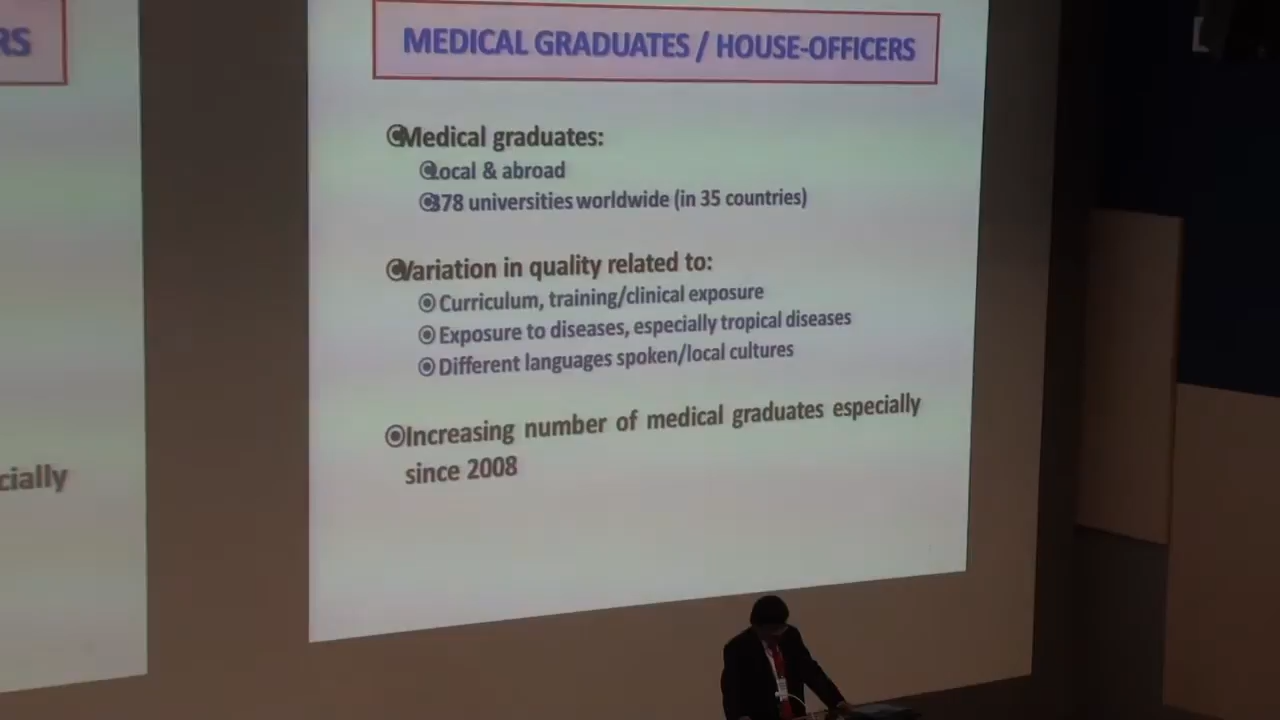 RS
cially
MEDICAL GRADUATES / HOUSE-OFFICERS
Medical graduates:
Local & abroad
378 universities worldwide (in 35 countries)
Variation in quality related to:
Curriculum, training/clinical exposure
Exposure to diseases, especially tropical diseases
Different languages spoken/local cultures
Increasing number of medical graduates especially
since 2008